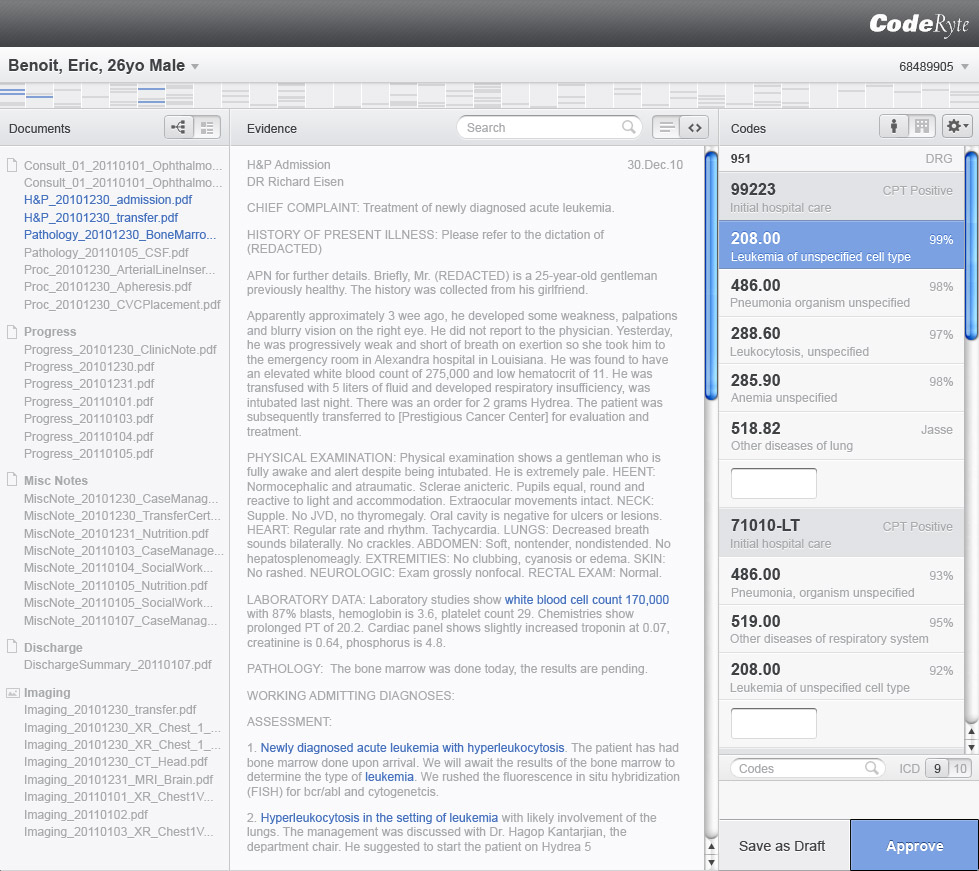 CodeRyte
Benoit, Eric, 26yo Male
68489905
Documents
Consult_01_20110101_Ophthalmo...
Consult_01_20110101_Ophthalmo...
H&P_20101230_admission.pdf
H&P_20101230_transfer.pdf
Pathology_20101230_BoneMarro...
Pathology_20110105_CSF.pdf
Proc_20101230_ArterialLineInser...
Proc_20101230_Apheresis.pdf
Proc_20101230_CVCPlacement.pdf
Progress
Progress_20101230_ClinicNote.pdf
Progress_20101230.pdf
Progress_20101231.pdf
Progress_20110101.pdf
Progress_20110103.pdf
Progress_20110104.pdf
Progress_20110105.pdf
Misc Notes
MiscNote_20101230_CaseManag...
MiscNote_20101230_TransferCert...
MiscNote_20101231_Nutrition.pdf
MiscNote_20110103_CaseManage...
MiscNote_20110104_SocialWork...
MiscNote_20110105_Nutrition.pdf
MiscNote_20110105_SocialWork...
MiscNote_20110107_CaseManag...
Discharge
DischargeSummary_20110107.pdf
Imaging
Imaging_20101230_transfer.pdf
Imaging_20101230_XR_Chest_1_...
Imaging_20101230_XR_Chest_1_...
Imaging_20101230_CT_Head.pdf
Imaging_20101231_MRI_Brain.pdf
Imaging_20110101_XR_Chest1V...
Imaging_20110102.pdf
Imaging_20110103_XR_Chest1V...
Evidence
Search
H&P Admission 30.Dec.10
DR Richard Eisen
CHIEF COMPLAINT: Treatment of newly diagnosed acute leukemia.
HISTORY OF PRESENT ILLNESS: Please refer to the dictation of
(REDACTED)
APN for further details. Briefly, Mr. (REDACTED) is a 25-year-old gentleman
previously healthy. The history was collected from his girlfriend.
Apparently approximately 3 wee ago, he developed some weakness, palpations
and blurry vision on the right eye. He did not report to the physician. Yesterday,
he was progressively weak and short of breath on exertion so she took him to
the emergency room in Alexandra hospital in Louisiana. He was found to have
an elevated white blood count of 275,000 and low hematocrit of 11. He was
transfused with 5 liters of fluid and developed respiratory insufficiency, was
intubated last night. There was an order for 2 grams Hydrea. The patient was
subsequently transferred to [Prestigious Cancer Center] for evaluation and
treatment.
PHYSICAL EXAMINATION: Physical examination shows a gentleman who is
fully awake and alert despite being intubated. He is extremely pale. HEENT:
Normocephalic and atraumatic. Sclerae anicteric. Pupils equal, round and
reactive to light and accommodation. Extraocular movements intact. NECK:
Supple. No JVD, no thyromegaly. Oral cavity is negative for ulcers or lesions.
HEART: Regular rate and rhythm. Tachycardia. LUNGS: Decreased breath
sounds bilaterally. No crackles. ABDOMEN: Soft, nontender, nondistended. No
hepatosplenomeagly. EXTREMITIES: No clubbing, cyanosis or edema. SKIN:
No rashed. NEUROLOGIC: Exam grossly nonfocal. RECTAL EXAM: Normal.
LABORATORY DATA: Laboratory studies show white blood cell count 170,000
with 87% blasts, hemoglobin is 3.6, platelet count 29. Chemistries show
prolonged PT of 20.2. Cardiac panel shows slightly increased troponin at 0.07,
creatinine is 0.64, phosphorus is 4.8.
PATHOLOGY: The bone marrow was done today, the results are pending.
WORKING ADMITTING DIAGNOSES:
ASSESSMENT:
1. Newly diagnosed acute leukemia with hyperleukocytosis. The patient has had
bone marrow done upon arrival. We will await the results of the bone marrow to
determine the type of leukemia. We rushed the fluorescence in situ hybridization
(FISH) for bcr/abl and cytogenetcis.
2. Hyperleukocytosis in the setting of leukemia with likely involvement of the
lungs. The management was discussed with Dr. Hagop Kantarjian, the
department chair. He suggested to start the patient on Hydrea 5
Codes
951 DRG
99223 CPT Positive
Initial hospital care
208.00 99%
Leukemia of unspecified cell type
486.00 98%
Pneumonia organism unspecified
288.60 97%
Leukocytosis, unspecified
285.90 98%
Anemia unspecified
518.82 Jasse
Other diseases of lung
71010-LT CPT Positive
Initial hospital care
486.00 93%
Pneumonia, organism unspecified
519.00 95%
Other diseases of respiratory system
208.00 92%
Leukemia of unspecified cell type
Codes ICD 9 10
Save as Draft Approve